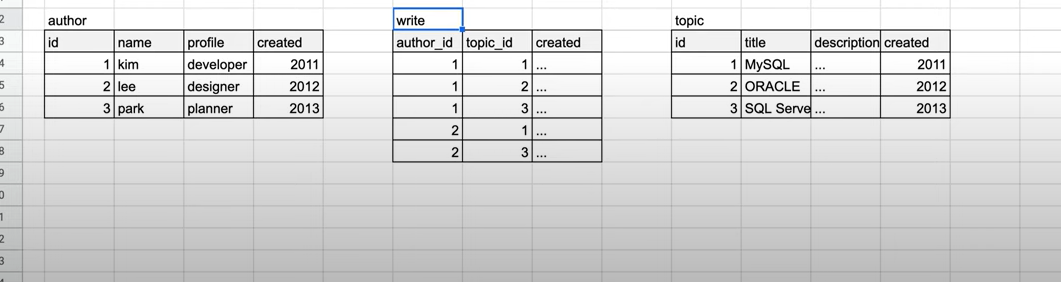 2 author write topic
3 id name profile created author_id topic_id created id title description created
4 1 kim developer 2011 1 1 ... 1 MySQL ... 2011
5 2 lee designer 2012 1 2 ... 2 ORACLE ... 2012
6 3 park planner 2013 1 3 ... 3 SQL Serve ... 2013
7 2 1 ...
8 2 3 ...
9
0
1
2
3